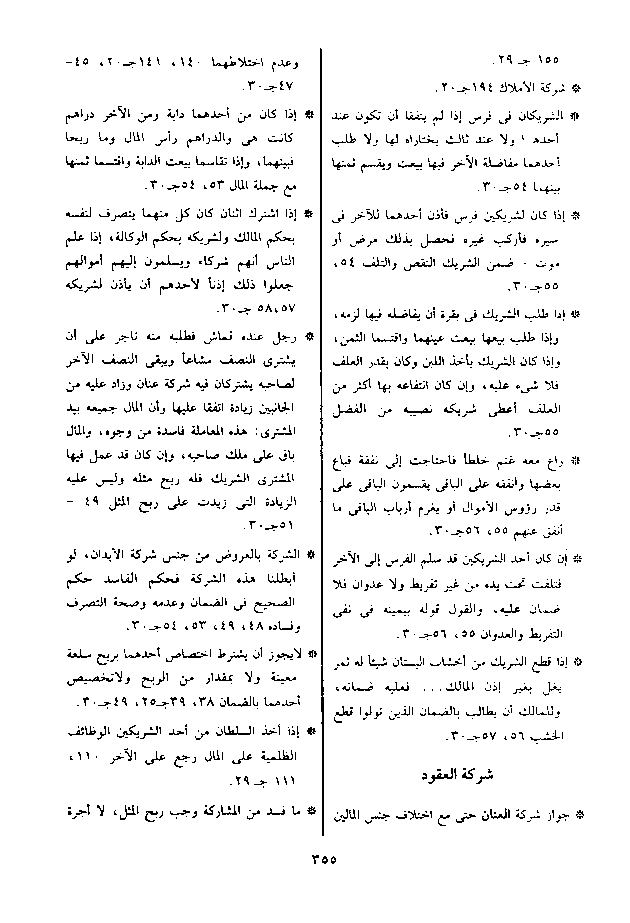 ١٥٥ جـ ٢٩.
* شركة الأملاك ١٩٤جـ٢٠.
* الشريكان فى فرس إذا لم يتفقا أن تكون عند
أحدهما ولا عند ثالث يختاراه لها ولا طلب
أحدهما مفاضلة الآخر فيها بيعت ويقسم ثمنها
بينهما ٥٤جـ٣٠.
* إذا كان لشريكين فرس فأذن أحدهما للآخر فى
سيره فأركب غيره فحصل بذلك مرض أو
موت - ضمن الشريك النقص والتلف ٥٤،
٥٥جـ٣٠.
* إذا طلب الشريك فى بقرة أن يفاضله فيها لزمه،
وإذا طلب بيعها بيعت عينهما واقتسما الثمن،
وإذا كان الشريك يأخذ اللبن وكان بقدر العلف
فلا شىء عليه، وإن كان انتفاعه بها أكثر من
العلف أعطى شريكه نصيبه من الفضل
٥٥جـ٣٠.
* راع معه غنم خلطاً فاحتاجت إلى نفقة فباع
بعضها وأنفقه على الباقى يقسمون الباقى على
قدر رؤوس الأموال أو يغرم أرباب الباقى ما
أنفق عنهم ٥٥، ٥٦جـ٣٠.
* إن كان أحد الشريكين قد سلم الفرس إلى الآخر
فتلفت تحت يده من غير تفريط ولا عدوان فلا
ضمان عليه، والقول قوله بيمينه فى نفى
التفريط والعدوان ٥٥، ٥٦جـ٣٠.
* إذا قطع الشريك من أخشاب البستان شيئاً له ثمر
يغل بغير إذن المالك... فعليه ضمانه،
وللمالك أن يطالب بالضمان الذين تولوا قطع
الخشب ٥٦، ٥٧جـ٣٠.
شركة العقود
* جواز شركة العنان حتى مع اختلاف جنس المالين
وعدم اختلاطهما ١٤٠، ١٤١جـ٢٠، ٤٥-
٤٧جـ٣٠.
* إذا كان من أحدهما دابة ومن الآخر دراهم
كانت هى والدراهم رأس المال وما ربحا
فبينهما، وإذا تقاسما بيعت الدابة واقتسما ثمنها
مع جملة المال ٥٣، ٥٤جـ٣٠.
* إذا اشترك اثنان كان كل منهما يتصرف لنفسه
بحكم المالك ولشريكه بحكم الوكالة، إذا علم
الناس أنهم شركاء ويسلمون إليهم أموالهم
جعلوا ذلك إذناً لأحدهم أن يأذن لشريكه
٥٧،٥٨ جـ٣٠.
* رجل عنده قماش فطلبه منه تاجر على أن
يشترى النصف مشاعاً ويبقى النصف الآخر
لصاحبه يشتركان فيه شركة عنان وزاد عليه من
الجانبين زيادة اتفقا عليها وأن المال جميعه بيد
المشترى: هذه المعاملة فاسدة من وجوه، والمال
باق على ملك صاحبه، وإن كان قد عمل فيها
المشترى الشريك فله ربح مثله وليس عليه
الزيادة التى زيدت على ربح المثل ٤٩ -
٥١جـ٣٠.
* الشركة بالعروض من جنس شركة الأبدان، لو
أبطلنا هذه الشركة فحكم الفاسد حكم
الصحيح فى الضمان وعدمه وصحة التصرف
وفساده ٤٨، ٤٩، ٥٣، ٥٤جـ٣٠.
* لايجوز أن يشترط اختصاص أحدهما بربح سلعة
معينة ولا بمقدار من الربح ولاتخصيص
أحدهما بالضمان ٣٨، ٣٩جـ٢٥، ٤٩جـ٣٠.
* إذا أخذ السلطان من أحد الشريكين الوظائف
الظلمية على المال رجع على الآخر ١١٠،
١١١ جـ٢٩.
* ما فسد من المشاركة وجب ربح المثل، لا أجرة
٣٥٥